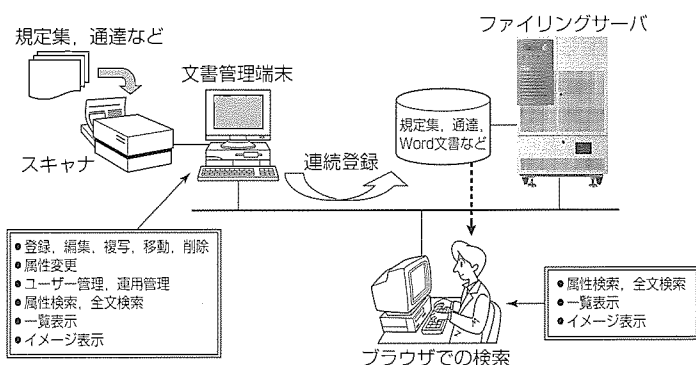 ファイリングサーバ
規定集，通達など
文書管理端末
規定集，通達，
Word文書など
スキャナ
連続登録
●登録，編集，複写，移動，削除
●属性変更
●ユーザー管理，運用管理
●属性検索，全文検索
●一覧表示
●イメージ表示
●属性検索，全文検索
●一覧表示
●イメージ表示
ブラウザでの検索